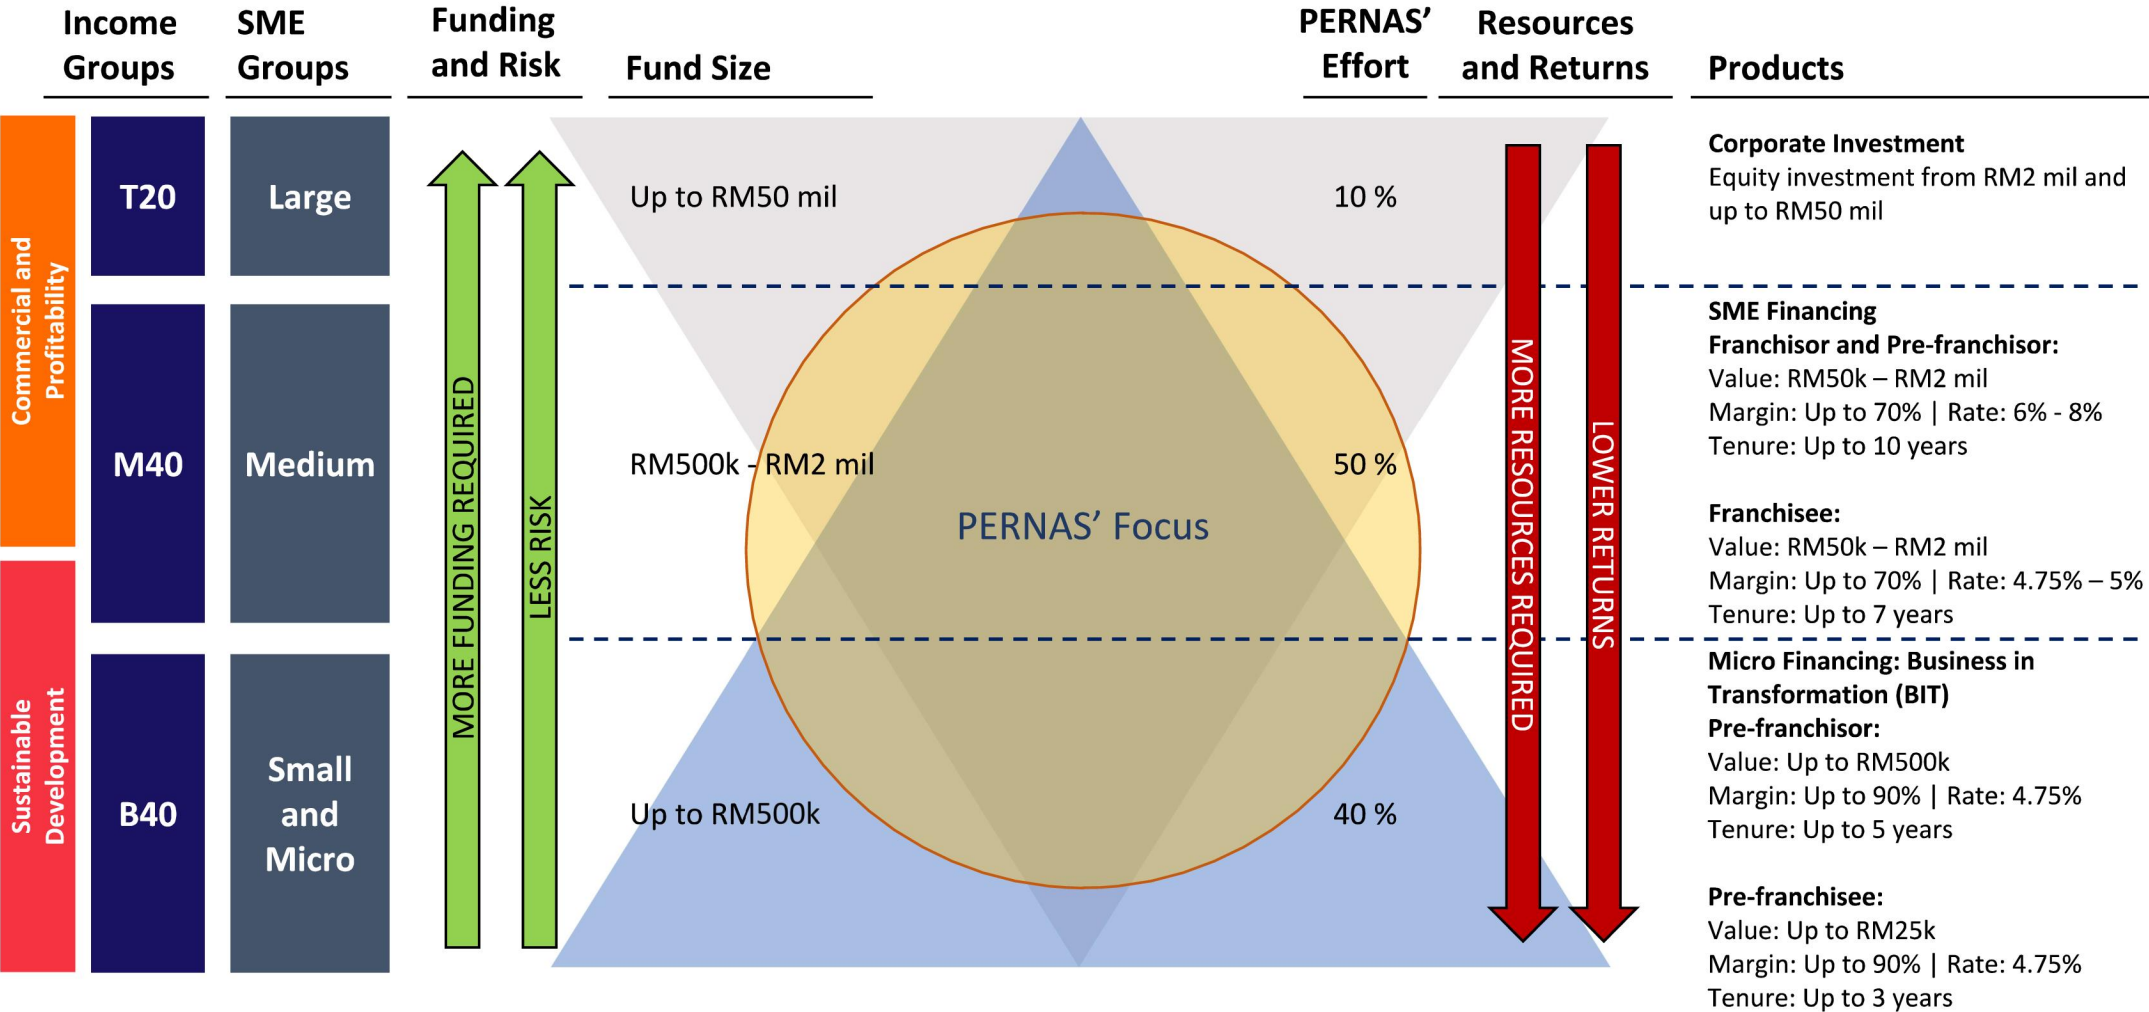 Income
Groups
SME
Groups
Funding
and Risk
Fund Size
PERNAS’
Effort
Resources
and Returns
Products
Commercial and
Profitability
Sustainable
Development
T20
Large
M40
Medium
B40
Small
and
Micro
MORE FUNDING REQUIRED
LESS RISK
Up to RM50 mil
RM500k - RM2 mil
Up to RM500k
PERNAS’ Focus
10 %
50 %
40 %
MORE RESOURCES REQUIRED
LOWER RETURNS
Corporate Investment
Equity investment from RM2 mil and
up to RM50 mil
SME Financing
Franchisor and Pre-franchisor:
Value: RM50k – RM2 mil
Margin: Up to 70% | Rate: 6% - 8%
Tenure: Up to 10 years
Franchisee:
Value: RM50k – RM2 mil
Margin: Up to 70% | Rate: 4.75% – 5%
Tenure: Up to 7 years
Micro Financing: Business in
Transformation (BIT)
Pre-franchisor:
Value: Up to RM500k
Margin: Up to 90% | Rate: 4.75%
Tenure: Up to 5 years
Pre-franchisee:
Value: Up to RM25k
Margin: Up to 90% | Rate: 4.75%
Tenure: Up to 3 years